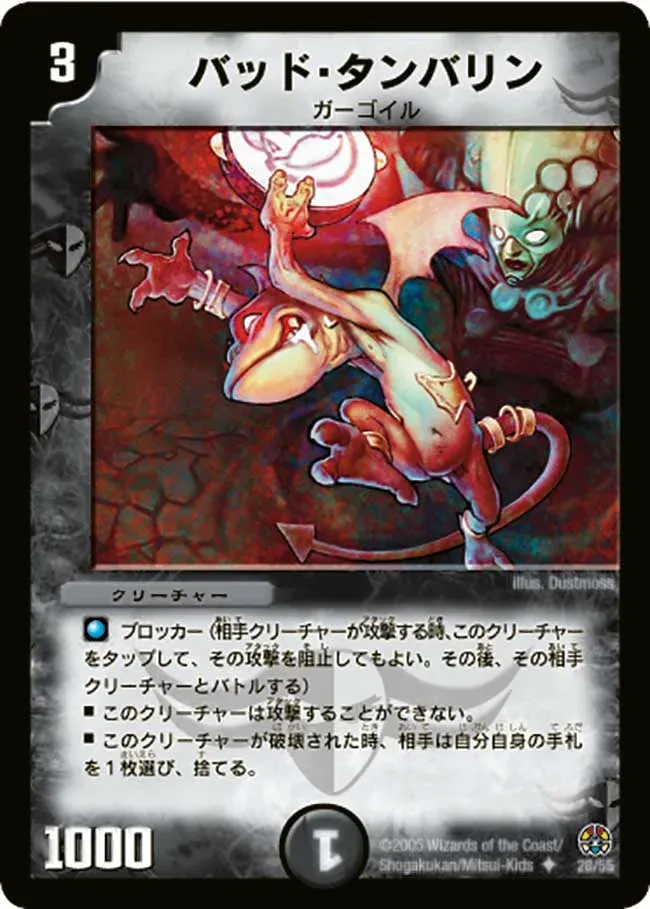 3
バッド・タンバリン
ガーゴイル
illus. Dustmoss
クリーチャー
ブロッカー(相手クリーチャーが攻撃する時、このクリーチャー
をタップして、その攻撃を阻止してもよい。その後、その相手
クリーチャーとバトルする)
■ このクリーチャーは攻撃することができない。
■ このクリーチャーが破壊された時、相手は自分自身の手札
を1枚選び、捨てる。
1000
1
©2005 Wizards of the Coast/
Shogakukan/Mitsui-Kids